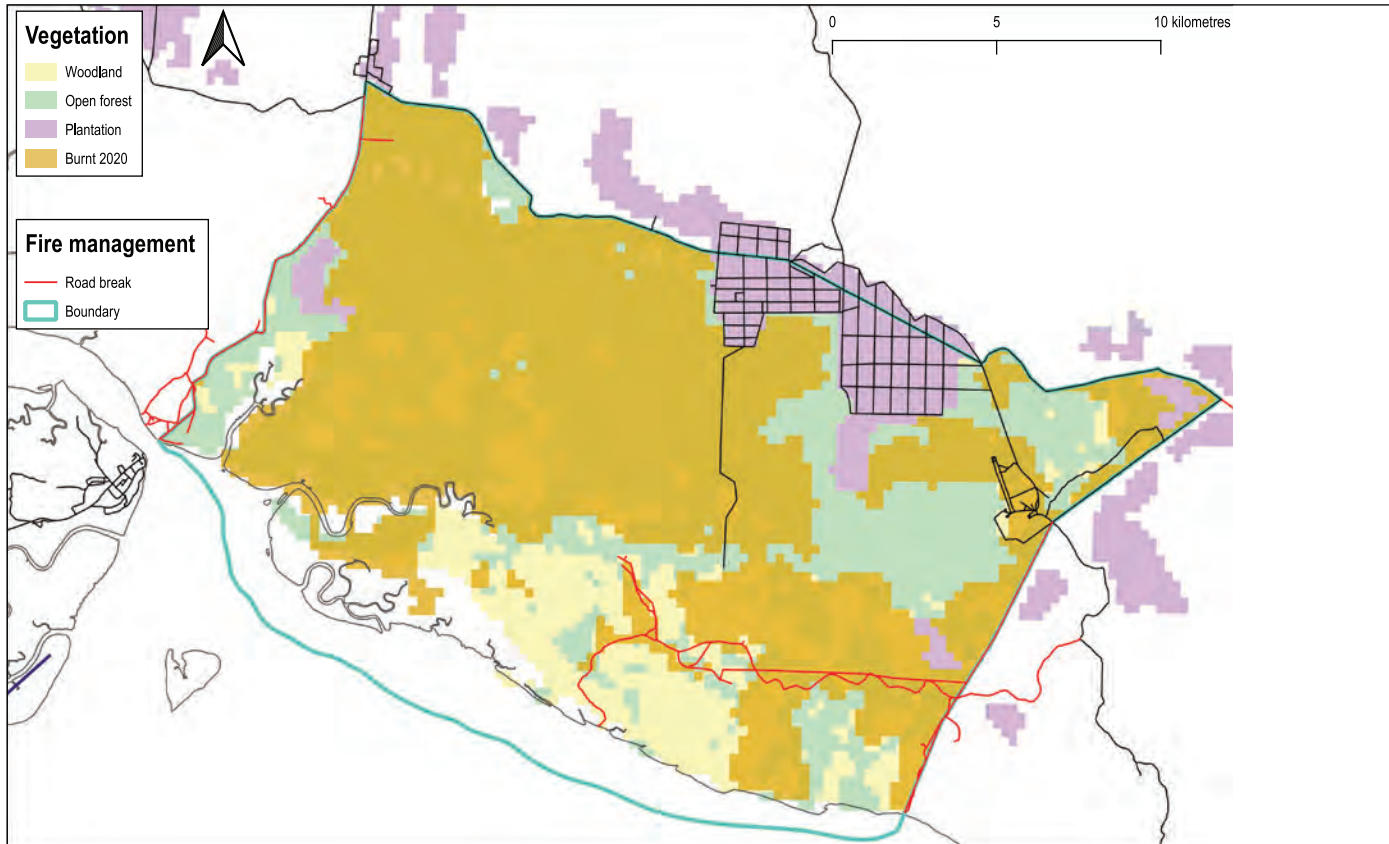 Vegetation
Woodland
Open forest
Plantation
Burnt 2020
Fire management
Road break
Boundary
0 5 10 kilometres